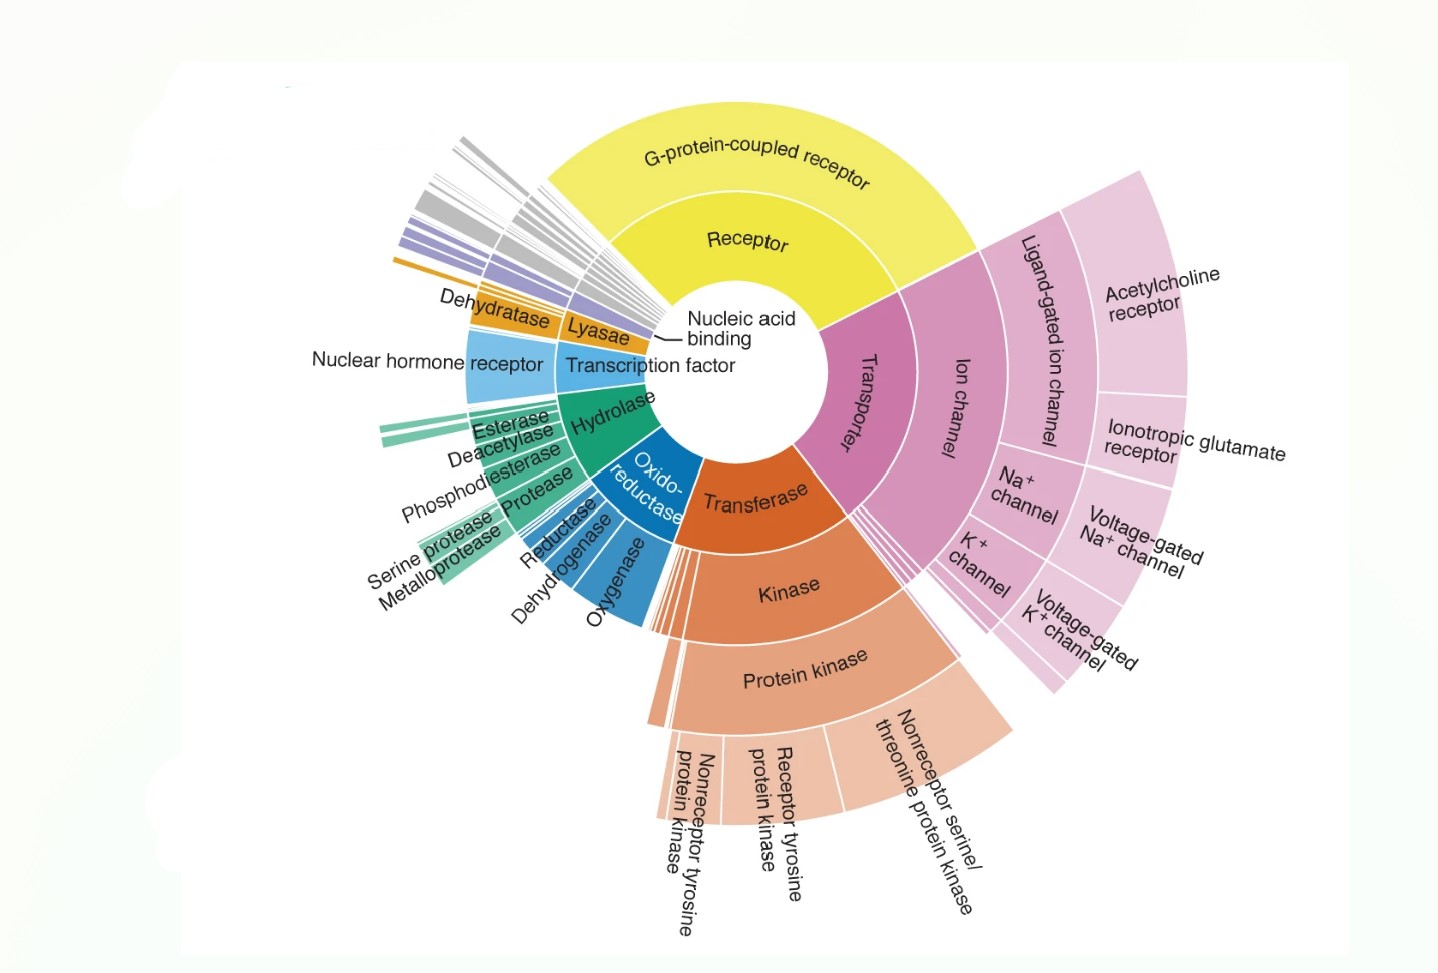 G-protein-coupled receptor
Receptor
Nucleic acid
binding
Transporter
Ion channel
Ligand-gated ion channel
Acetylcholine
receptor
Ionotropic glutamate
receptor
Na+
channel
Voltage-gated
Na+ channel
K+
channel
Voltage-gated
K+ channel
Transferase
Kinase
Protein kinase
Nonreceptor serine/
threonine protein kinase
Receptor tyrosine
protein kinase
Nonreceptor tyrosine
protein kinase
Oxido-
reductase
Oxygenase
Dehydrogenase
Reductase
Hydrolase
Metalloprotease
Serine protease
Protease
Phosphodiesterase
Deacetylase
Esterase
Transcription factor
Nuclear hormone receptor
Lyasae
Dehydratase